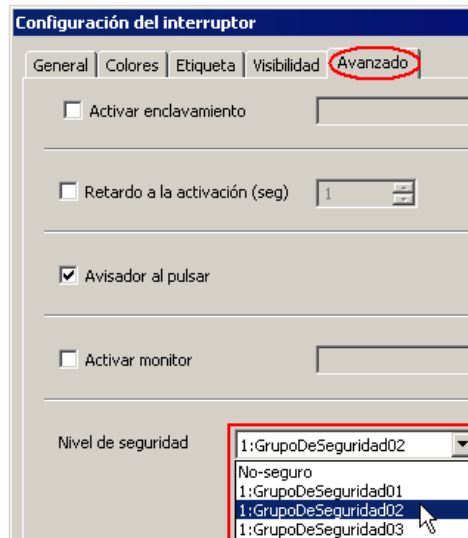 Configuración del interruptor
General Colores Etiqueta Visibilidad Avanzado
Activar enclavamiento
Retardo a la activación (seg) 1
Avisador al pulsar
Activar monitor
Nivel de seguridad 1:GrupoDeSeguridad02
No-seguro
1:GrupoDeSeguridad01
1:GrupoDeSeguridad02
1:GrupoDeSeguridad03